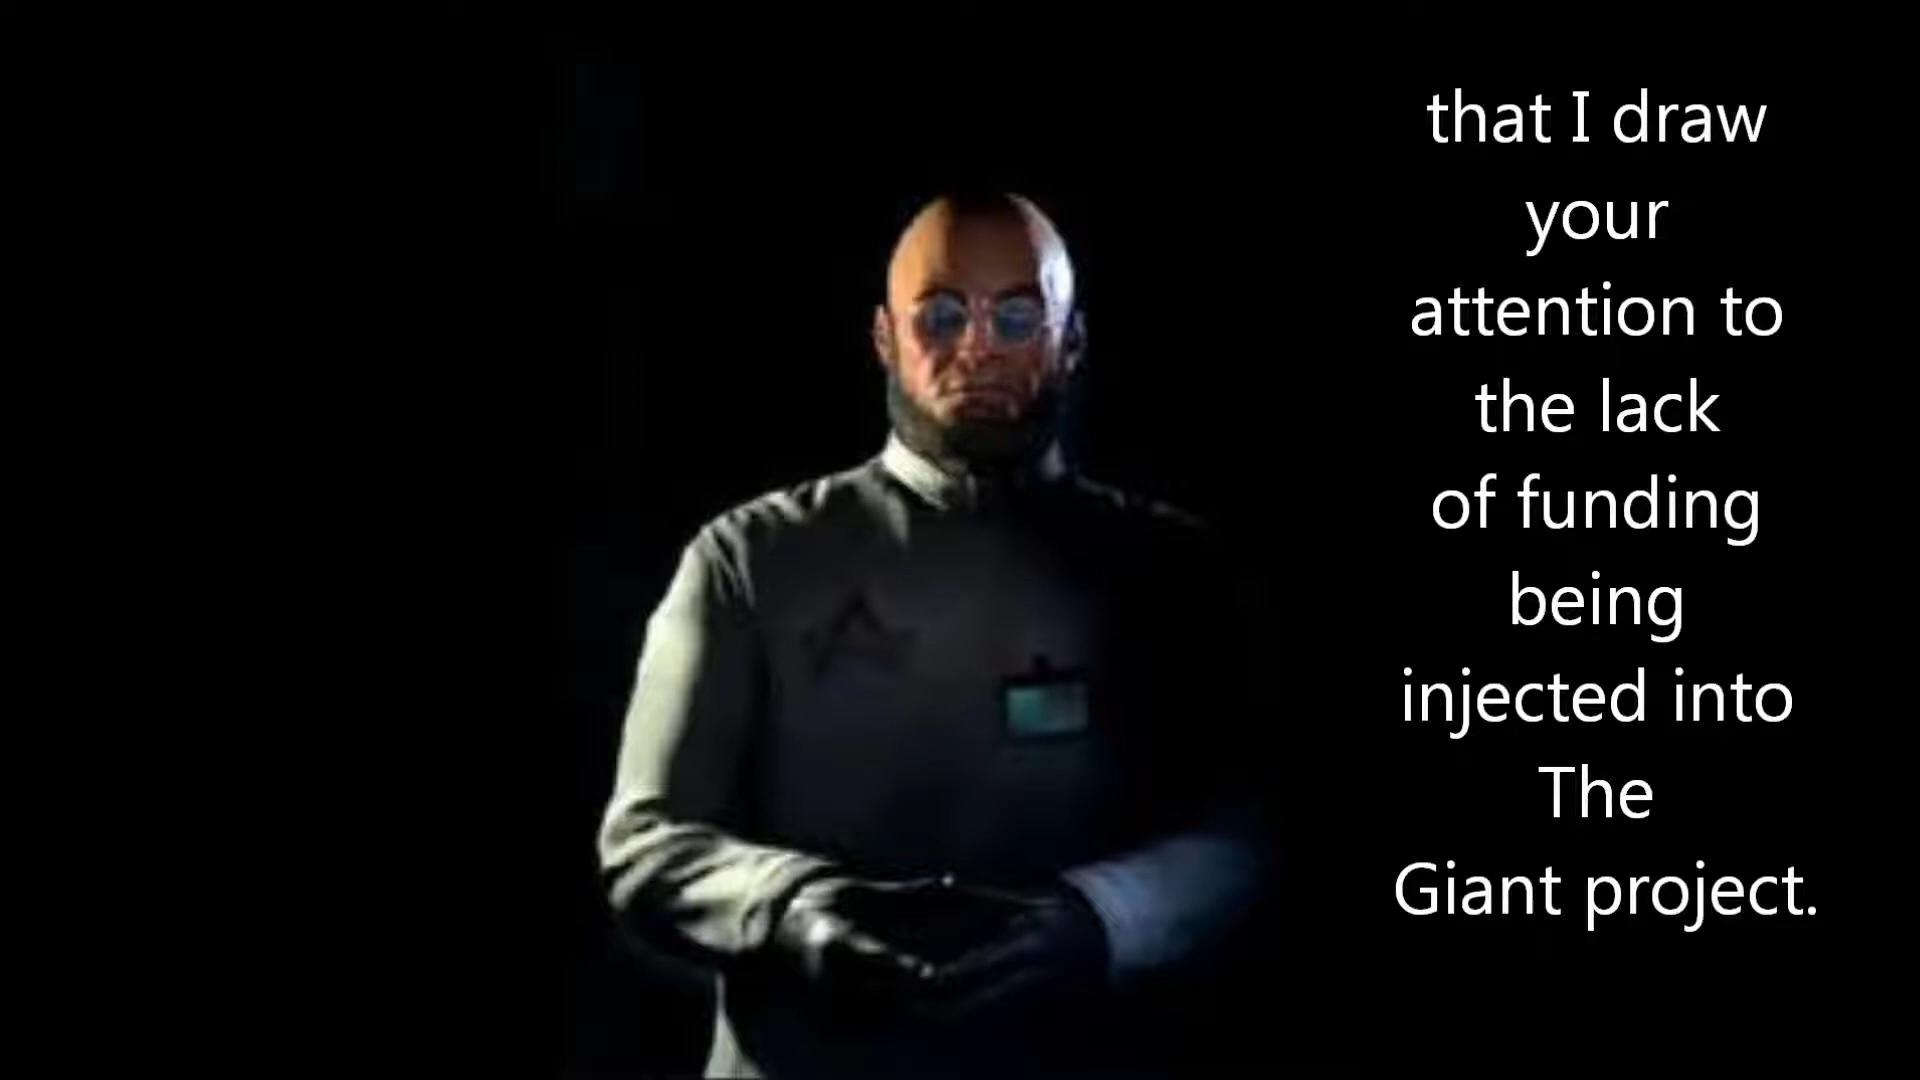 that I draw
your
attention to
the lack
of funding
being
injected into
The
Giant project.